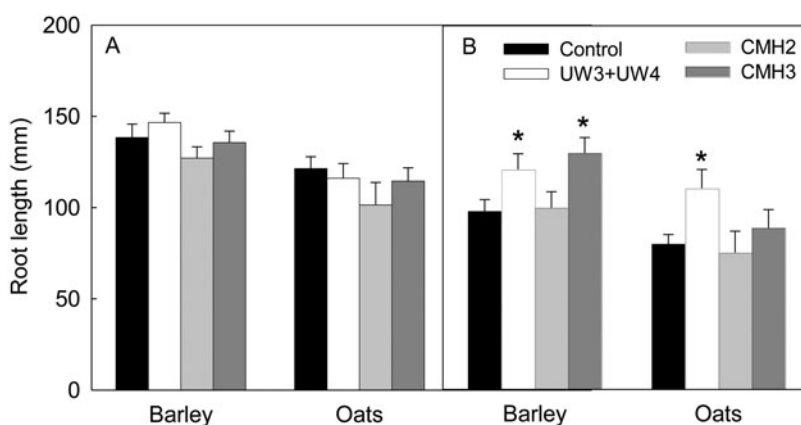 200
A
B
Control
CMH2
UW3+UW4
CMH3
150
*
*
*
100
50
0
Root length (mm)
Barley
Oats
Barley
Oats